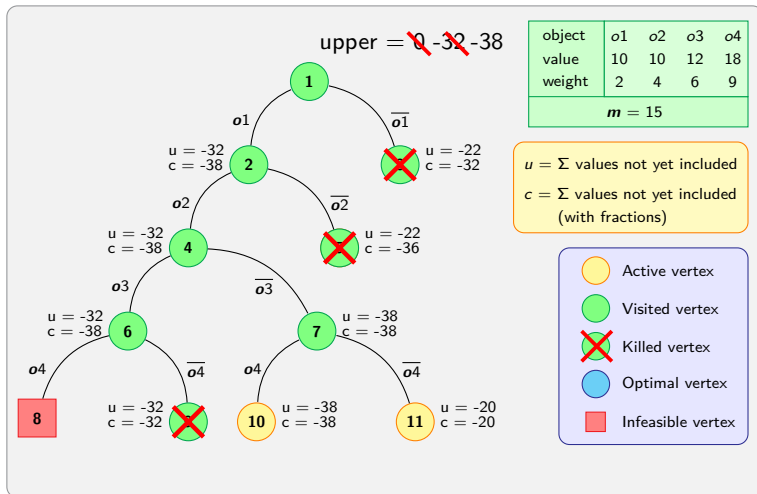 upper = 0 -32 -38
object o1 o2 o3 o4
value 10 10 12 18
weight 2 4 6 9
m = 15
1
o1
o1
u = -32
c = -38
2
u = -22
c = -32
u = Σ values not yet included
c = Σ values not yet included
(with fractions)
o2
o2
u = -32
c = -38
4
u = -22
c = -36
o3
o3
Active vertex
Visited vertex
Killed vertex
Optimal vertex
Infeasible vertex
u = -32
c = -38
6
7
u = -38
c = -38
o4
o4
o4
o4
8
u = -32
c = -32
10
u = -38
c = -38
11
u = -20
c = -20